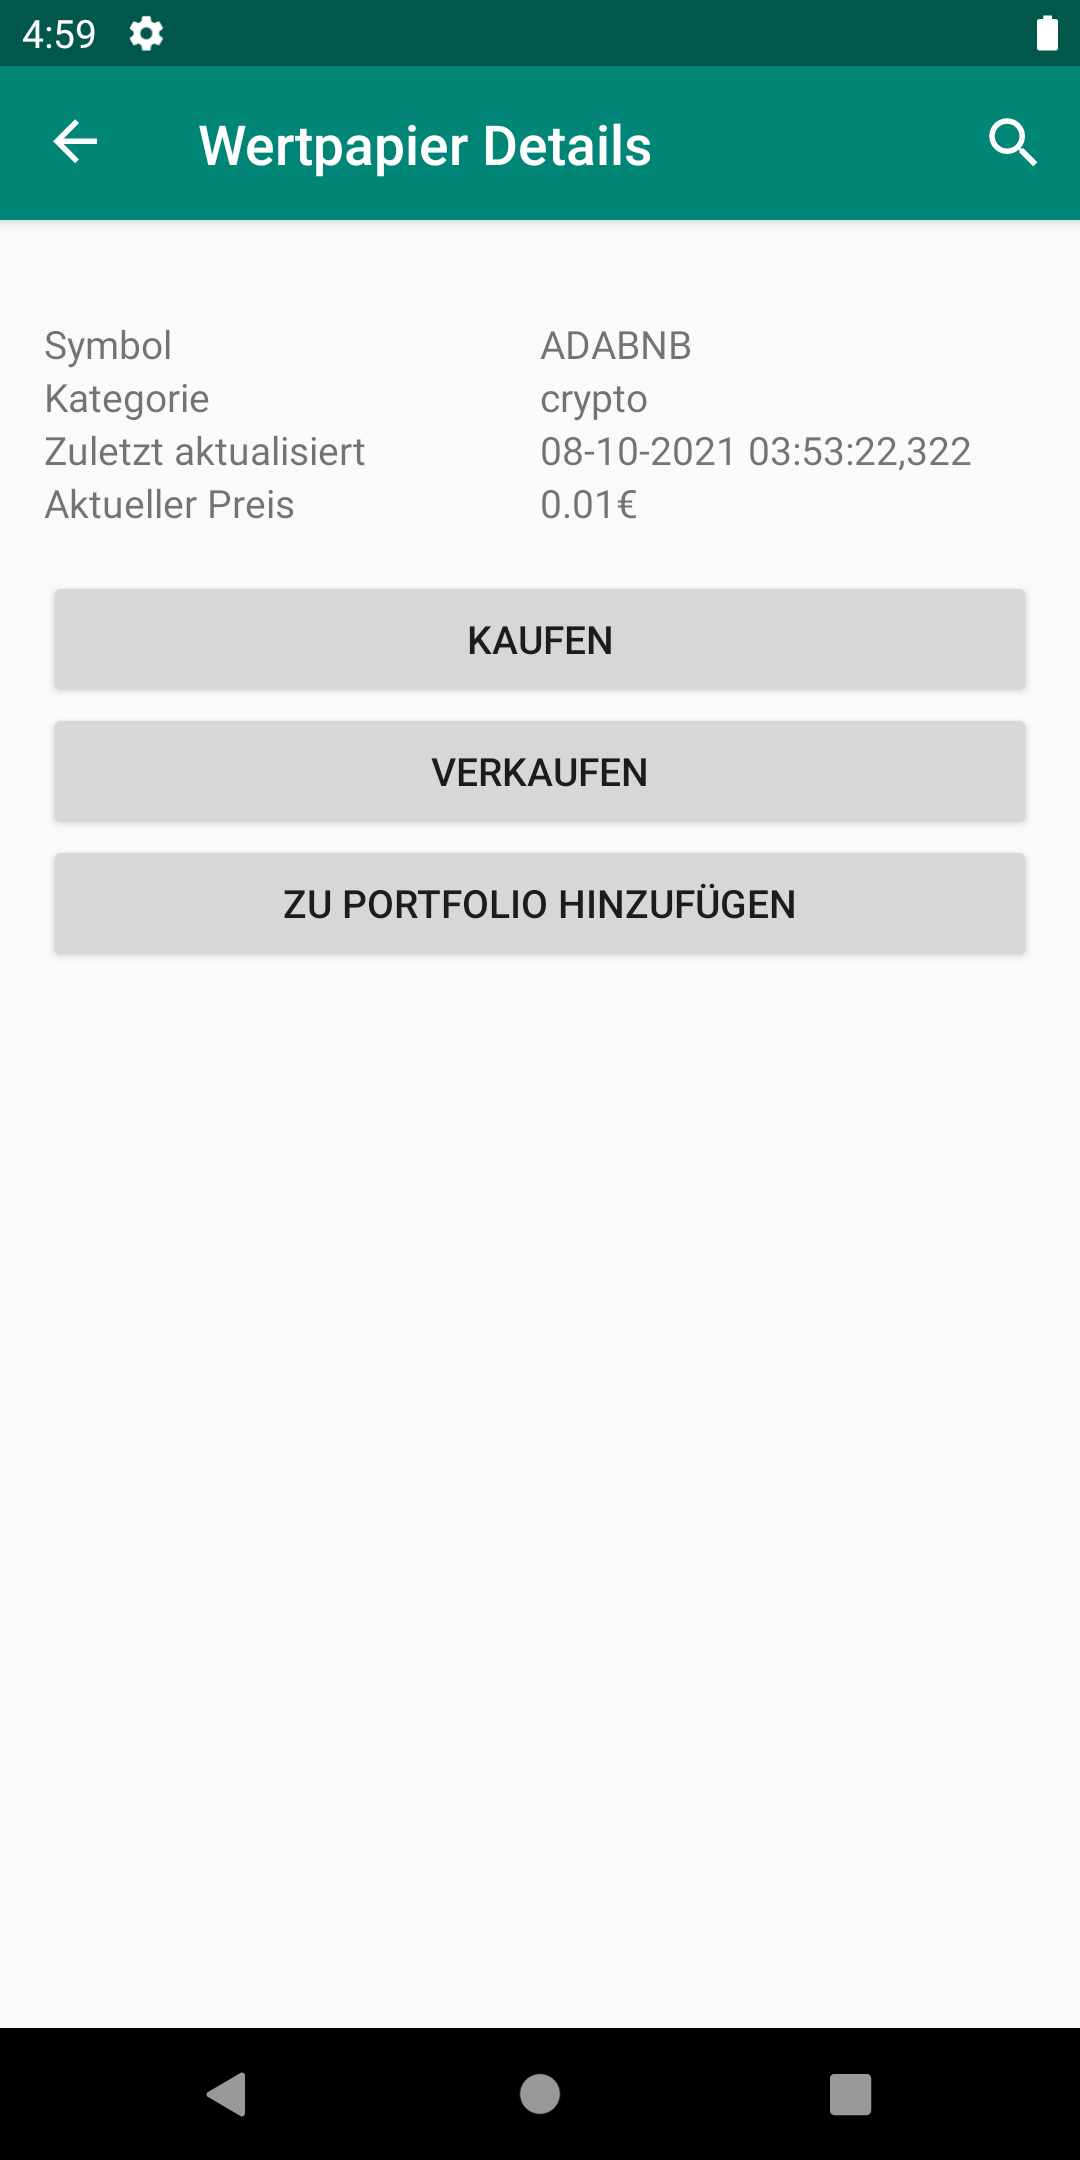 4:59
Wertpapier Details
Symbol ADABNB
Kategorie crypto
Zuletzt aktualisiert 08-10-2021 03:53:22,322
Aktueller Preis 0.01€
KAUFEN
VERKAUFEN
ZU PORTFOLIO HINZUFÜGEN